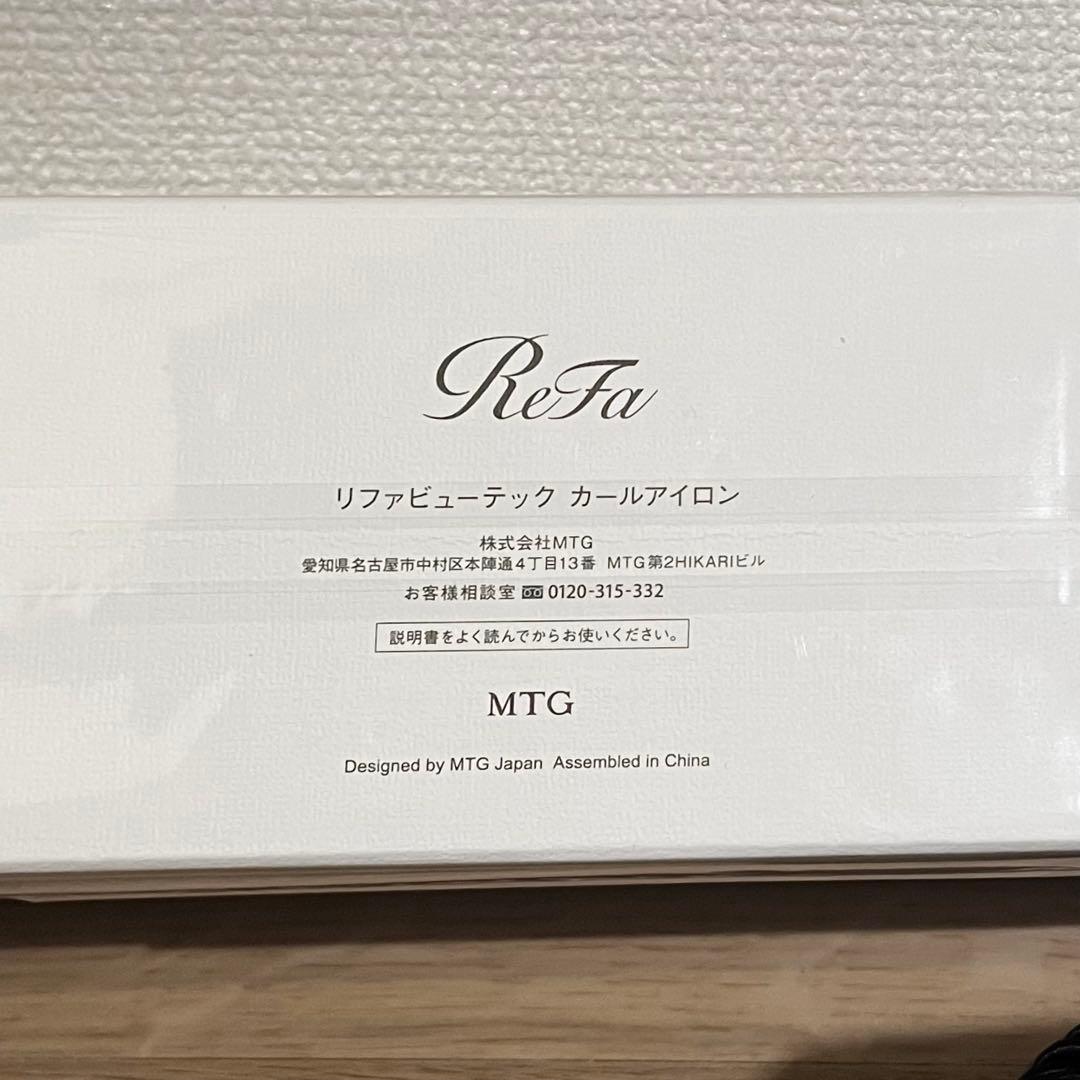 ReFa
リファビューテック カールアイロン
株式会社MTG
愛知県名古屋市中村区本陣通4丁目13番 MTG第2HIKARIビル
お客様相談室 0120-315-332
説明書をよく読んでからお使いください。
MTG
Designed by MTG Japan Assembled in China